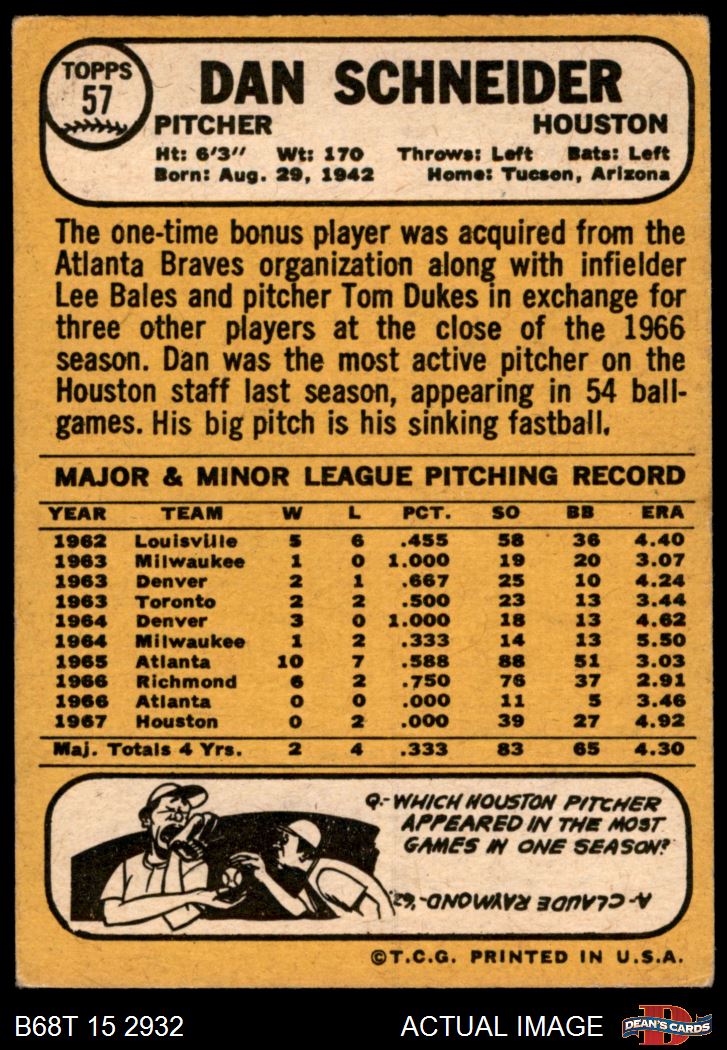 TOPPS
57
DAN SCHNEIDER
PITCHER HOUSTON
Ht: 6'3" Wt: 170 Throws: Left Bats: Left
Born: Aug. 29, 1942 Home: Tucson, Arizona
The one-time bonus player was acquired from the
Atlanta Braves organization along with infielder
Lee Bales and pitcher Tom Dukes in exchange for
three other players at the close of the 1966
season. Dan was the most active pitcher on the
Houston staff last season, appearing in 54 ball-
games. His big pitch is his sinking fastball.
MAJOR & MINOR LEAGUE PITCHING RECORD
YEAR TEAM W L PCT. SO BB ERA
1962 Louisville 5 6 .455 58 36 4.40
1963 Milwaukee 1 0 1.000 19 20 3.07
1963 Denver 2 1 .667 25 10 4.24
1963 Toronto 2 2 .500 23 13 3.44
1964 Denver 3 0 1.000 18 13 4.62
1964 Milwaukee 1 2 .333 14 13 5.50
1965 Atlanta 10 7 .588 88 51 3.03
1966 Richmond 6 2 .750 76 37 2.91
1966 Atlanta 0 0 .000 11 5 3.46
1967 Houston 0 2 .000 39 27 4.92
Maj. Totals 4 Yrs. 2 4 .333 83 65 4.30
Q.- WHICH HOUSTON PITCHER
APPEARED IN THE MOST
GAMES IN ONE SEASON?
A- CLAUDE RAYMOND-'62.
©T.C.G. PRINTED IN U.S.A.
B68T 15 2932 ACTUAL IMAGE D DEAN'S CARDS